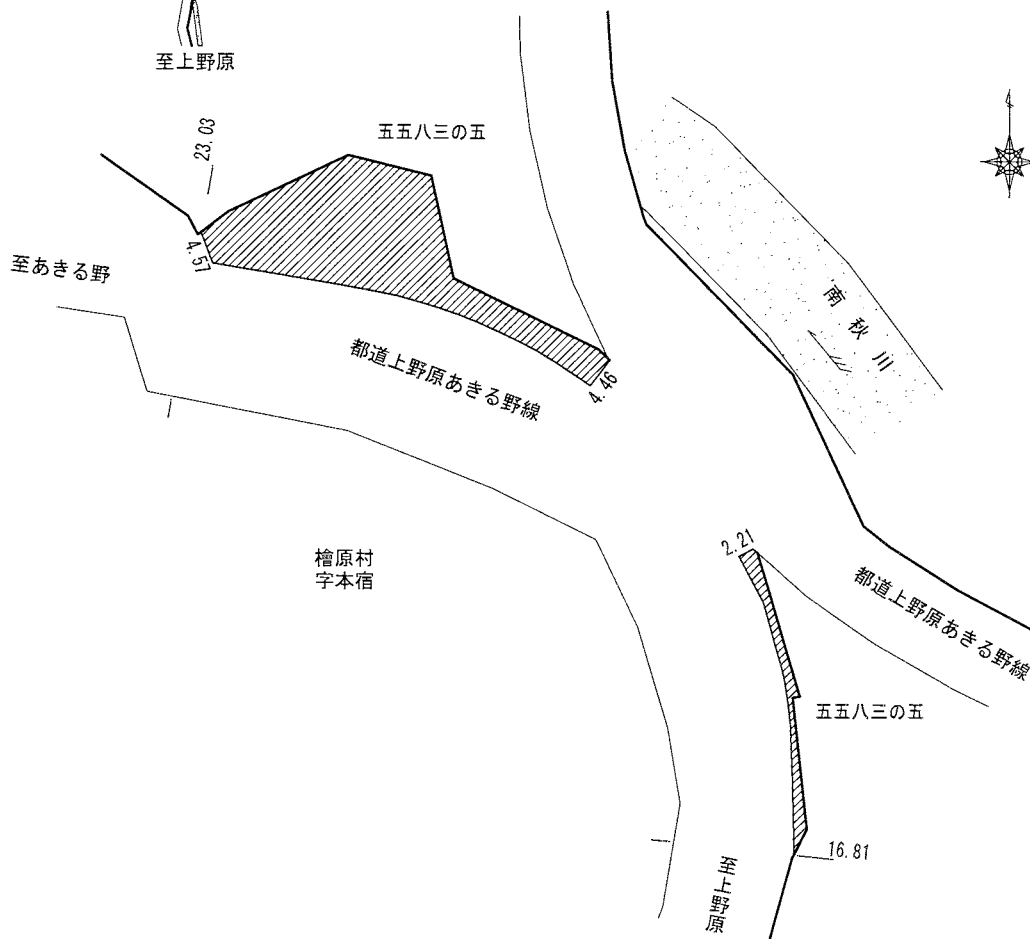 至上野原
23.03
五五八三の五
4.57
至あきる野
都道上野原あきる野線
4.46
南秋川
檜原村
字本宿
2.21
都道上野原あきる野線
五五八三の五
16.81
至上野原